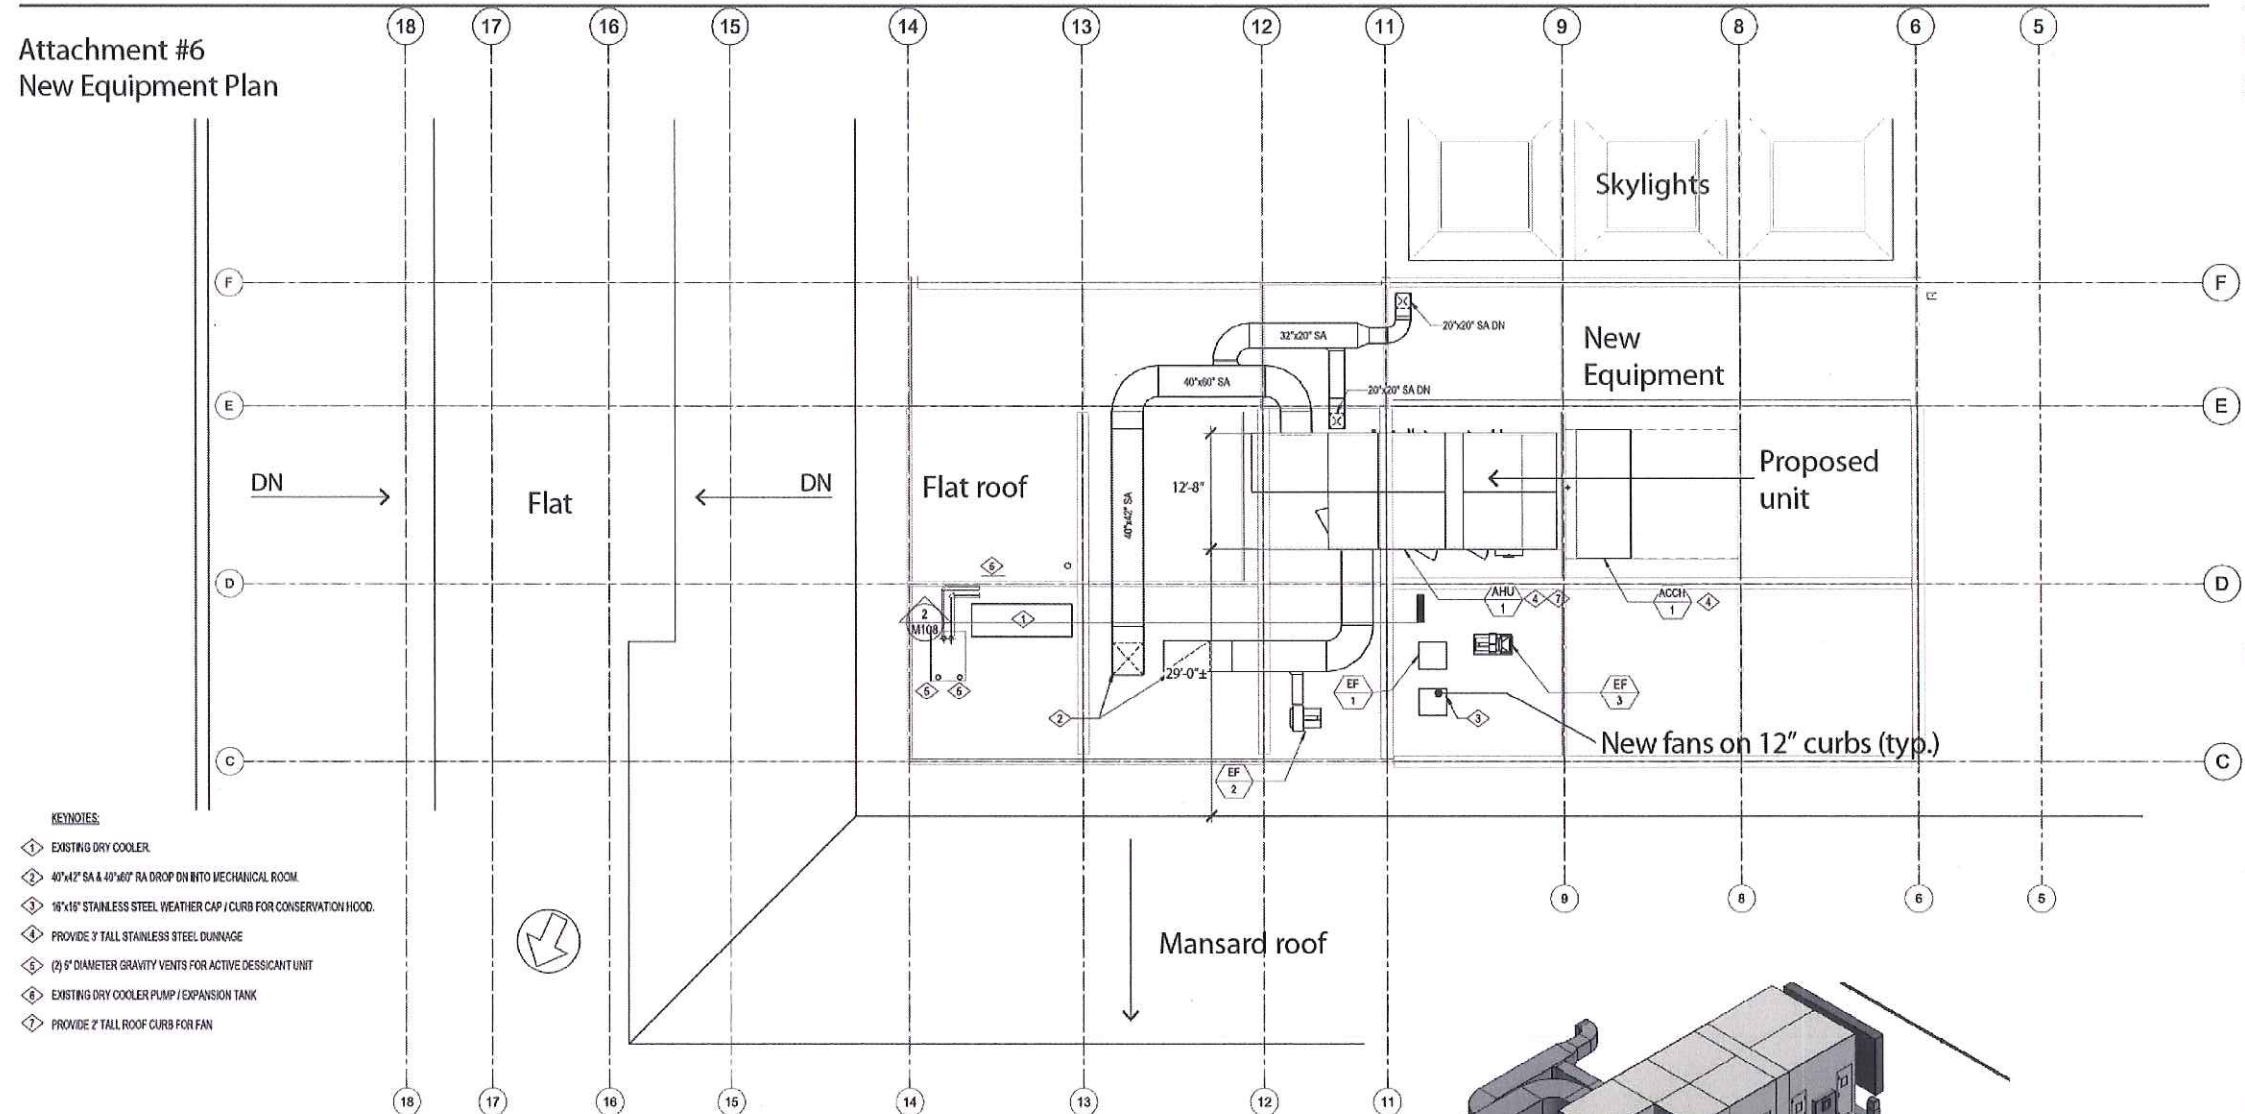 18 17 16 15 14 13 12 11 9 8 6 5
Attachment #6
New Equipment Plan
Skylights
F F
20"x20" SA DN
32"x20" SA
New
Equipment
40"x60" SA
20"x20" SA DN
E E
Proposed
unit
DN
DN
Flat
Flat roof
12'-8"
40"x42" SA
6
D D
AHU
1
4 7
ACCH
1
4
2
M108
1
29'-0"±
5 6
EF
1
EF
3
2
3
New fans on 12" curbs (typ.)
C C
EF
2
KEYNOTES:
1 EXISTING DRY COOLER.
2 40"x42" SA & 40"x60" RA DROP DN INTO MECHANICAL ROOM.
3 16"x16" STAINLESS STEEL WEATHER CAP / CURB FOR CONSERVATION HOOD.
4 PROVIDE 3' TALL STAINLESS STEEL DUNNAGE
5 (2) 6" DIAMETER GRAVITY VENTS FOR ACTIVE DESSICANT UNIT
6 EXISTING DRY COOLER PUMP / EXPANSION TANK
7 PROVIDE 2' TALL ROOF CURB FOR FAN
9 8 6 5
Mansard roof
18 17 16 15 14 13 12 11